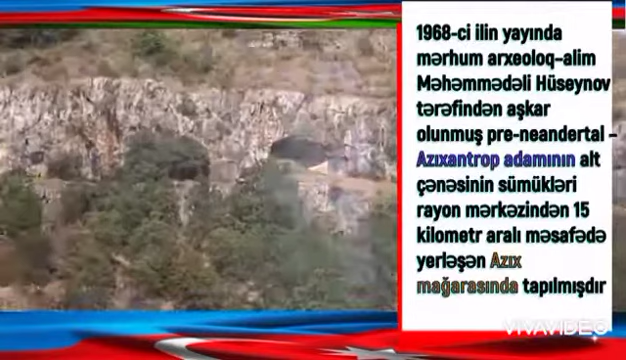 1968-ci ilin yayında
mərhum arxeoloq-alim
Məhəmmədəli Hüseynov
tərəfindən aşkar
olunmuş pre-neandertal -
Azıxantrop adamının alt
çənəsinin sümükləri
rayon mərkəzindən 15
kilometr aralı məsafədə
yerləşən Azıx
mağarasında tapılmışdır
VIVAVIDEO